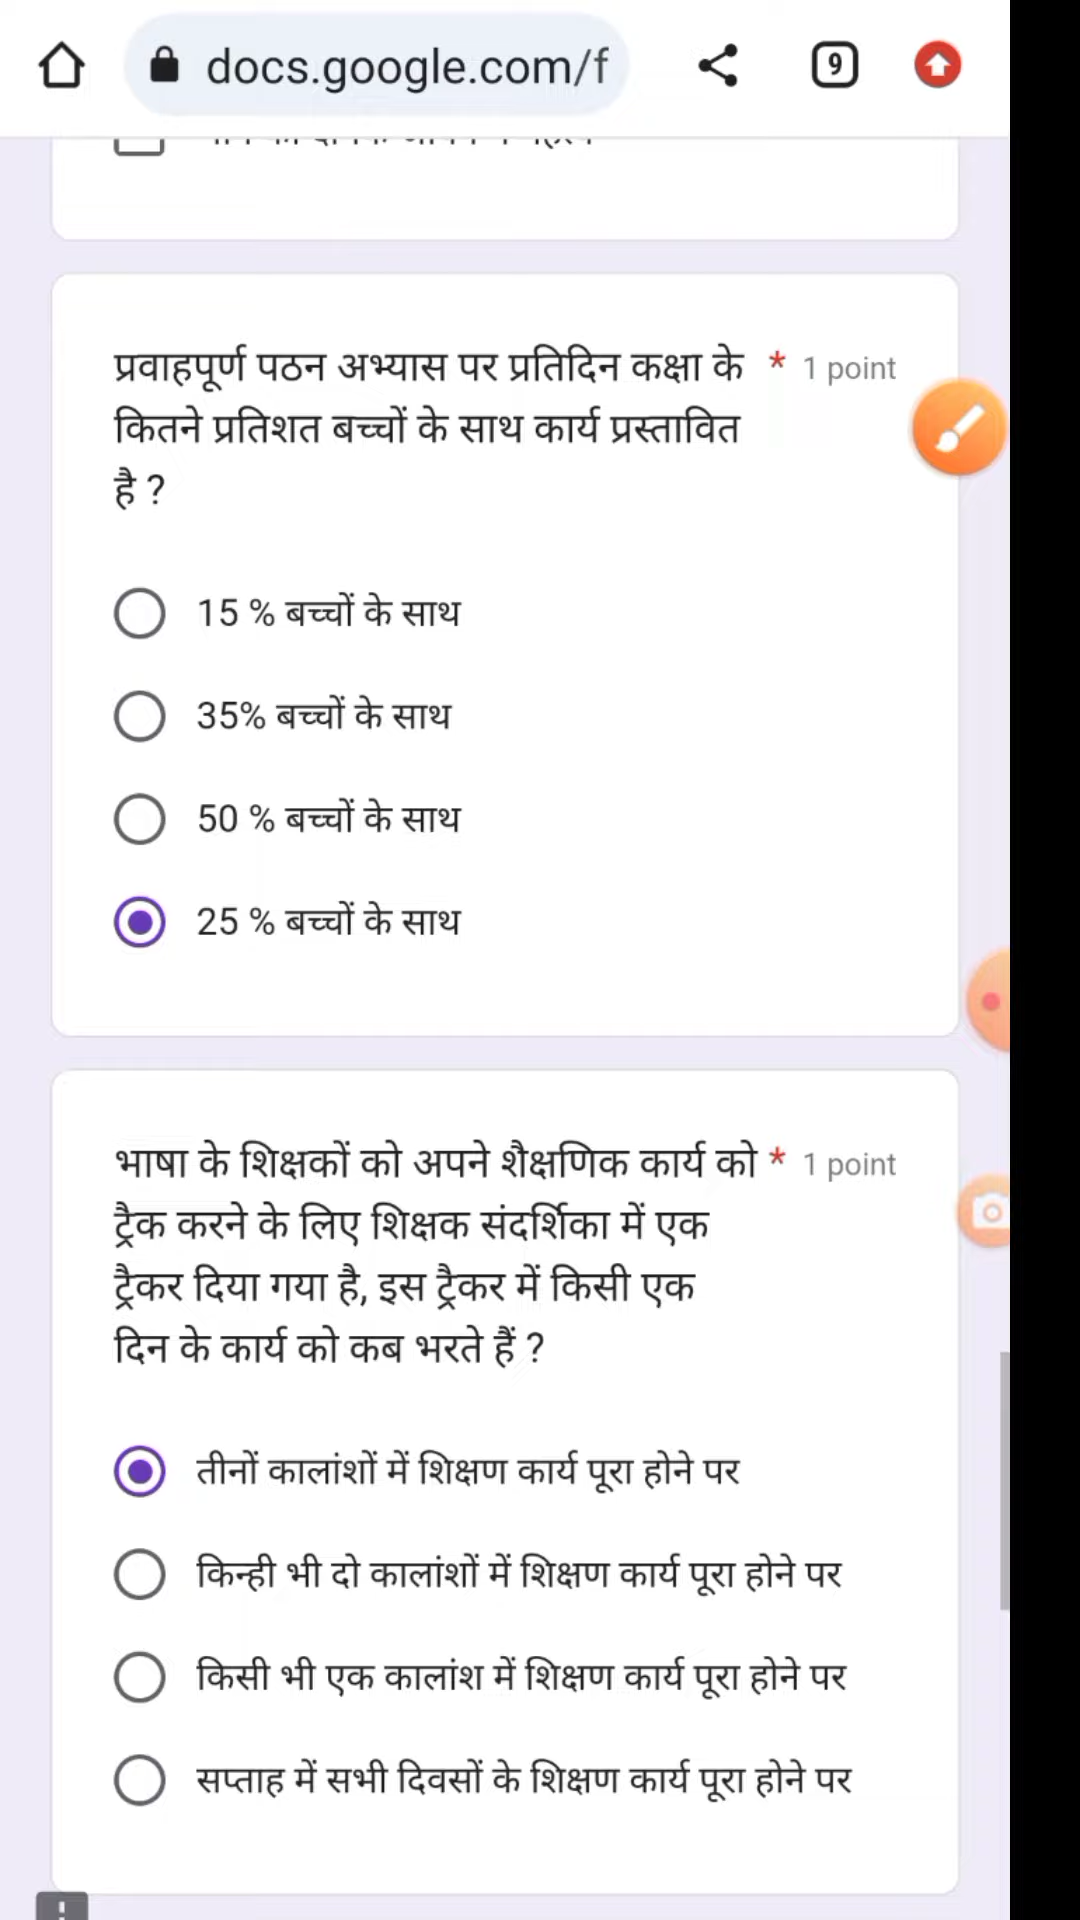 docs.google.com/f
9
प्रवाहपूर्ण पठन अभ्यास पर प्रतिदिन कक्षा के * 1 point
कितने प्रतिशत बच्चों के साथ कार्य प्रस्तावित
है ?
15 % बच्चों के साथ
35% बच्चों के साथ
50 % बच्चों के साथ
25 % बच्चों के साथ
भाषा के शिक्षकों को अपने शैक्षणिक कार्य को * 1 point
ट्रैक करने के लिए शिक्षक संदर्शिका में एक
ट्रैकर दिया गया है, इस ट्रैकर में किसी एक
दिन के कार्य को कब भरते हैं ?
तीनों कालांशों में शिक्षण कार्य पूरा होने पर
किन्ही भी दो कालांशों में शिक्षण कार्य पूरा होने पर
किसी भी एक कालांश में शिक्षण कार्य पूरा होने पर
सप्ताह में सभी दिवसों के शिक्षण कार्य पूरा होने पर